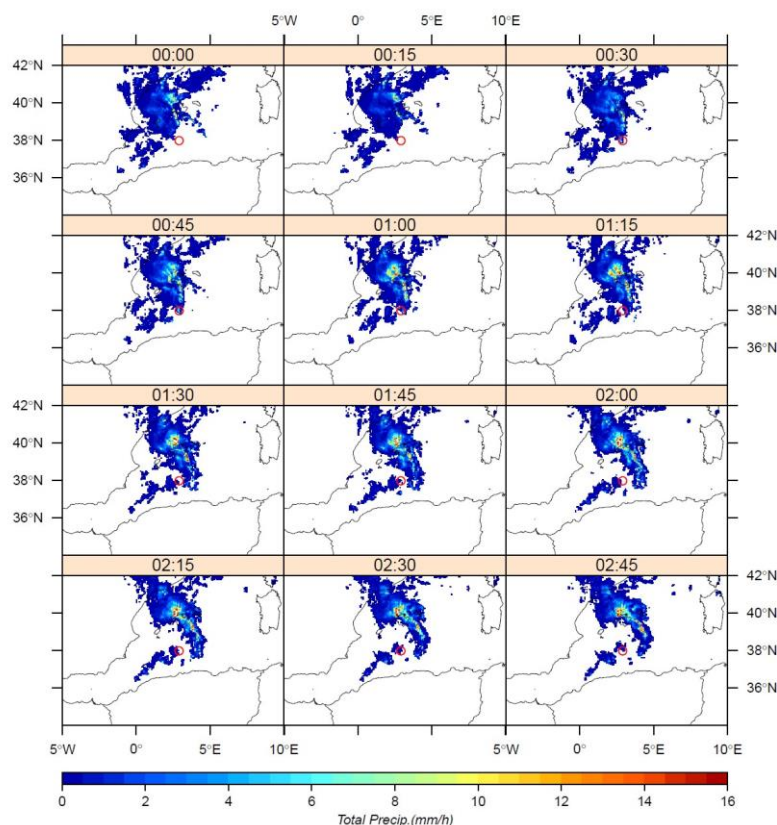 5°W 0° 5°E 10°E
00:00 00:15 00:30
42°N
40°N
38°N
36°N
00:45 01:00 01:15
42°N
40°N
38°N
36°N
01:30 01:45 02:00
42°N
40°N
38°N
36°N
02:15 02:30 02:45
42°N
40°N
38°N
36°N
5°W 0° 5°E 10°E 5°W 0° 5°E 10°E
0 2 4 6 8 10 12 14 16
Total Precip.(mm/h)